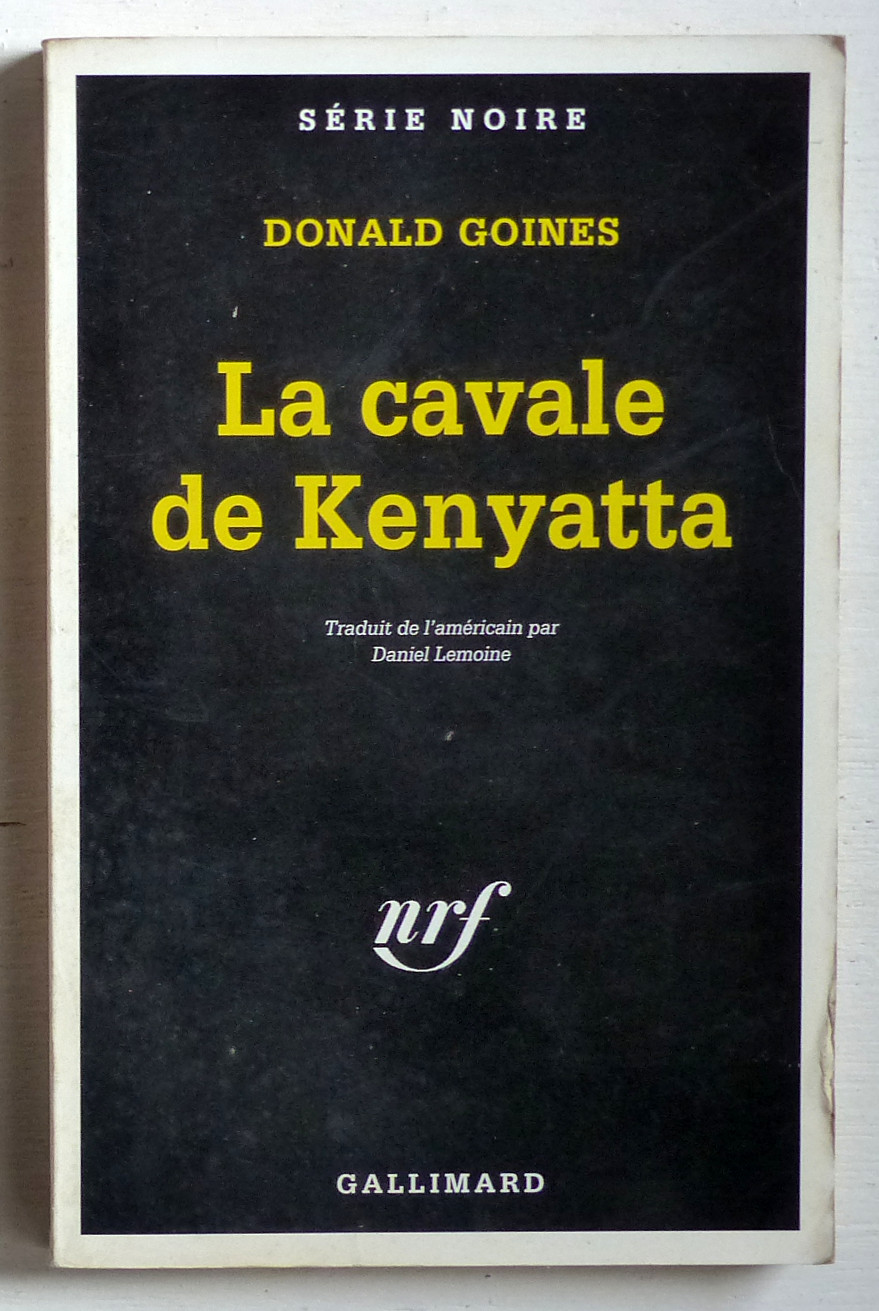 SÉRIE NOIRE
DONALD GOINES
La cavale
de Kenyatta
Traduit de l'américain par
Daniel Lemoine
nrf
GALLIMARD